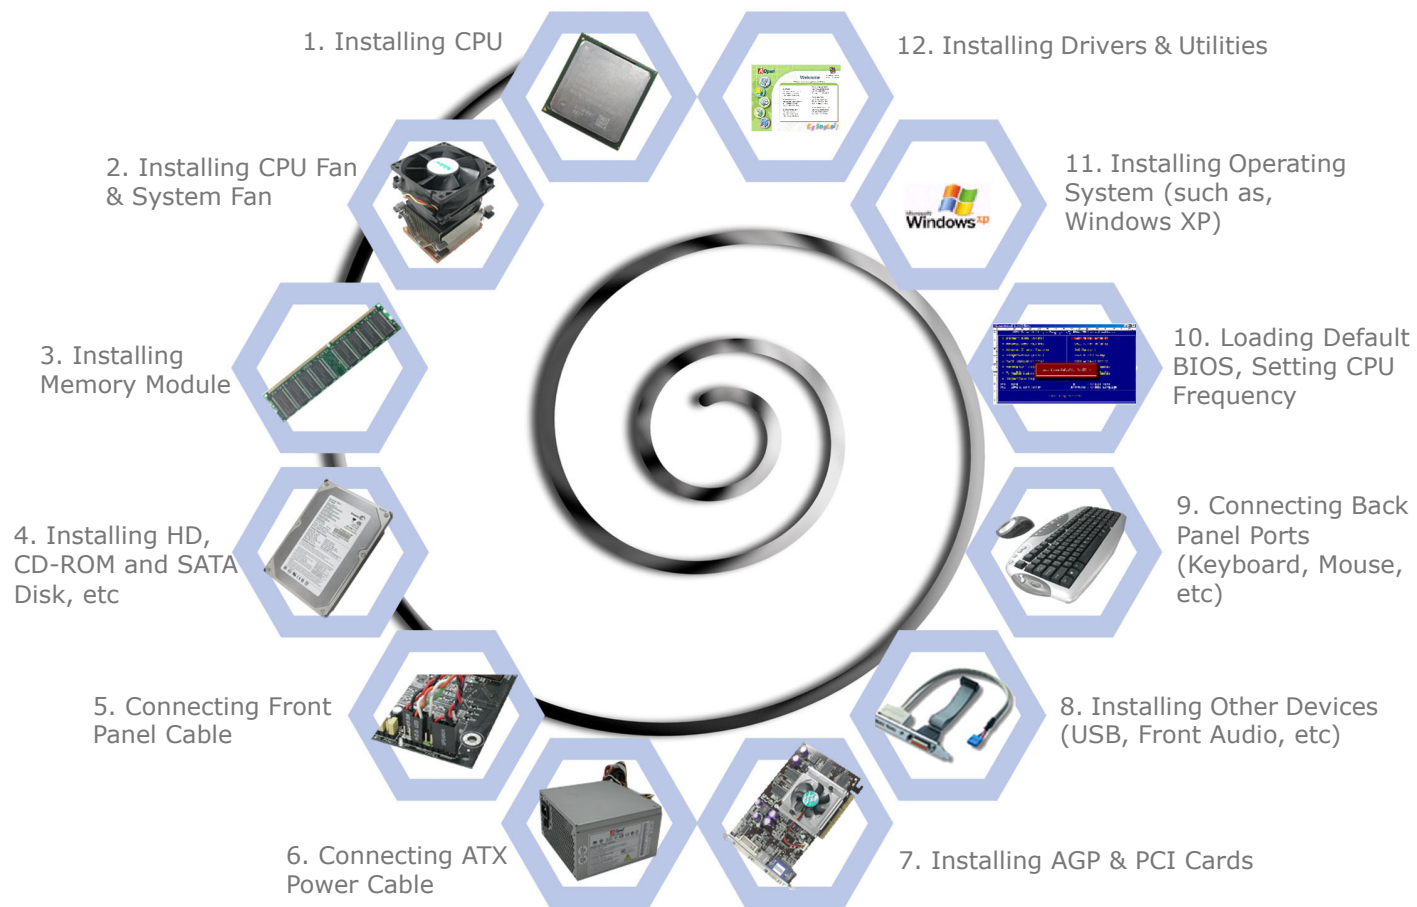 1. Installing CPU
2. Installing CPU Fan
& System Fan
3. Installing
Memory Module
4. Installing HD,
CD-ROM and SATA
Disk, etc
5. Connecting Front
Panel Cable
6. Connecting ATX
Power Cable
7. Installing AGP & PCI Cards
8. Installing Other Devices
(USB, Front Audio, etc)
9. Connecting Back
Panel Ports
(Keyboard, Mouse,
etc)
10. Loading Default
BIOS, Setting CPU
Frequency
11. Installing Operating
System (such as,
Windows XP)
Microsoft
Windows xp
12. Installing Drivers & Utilities
Welcome